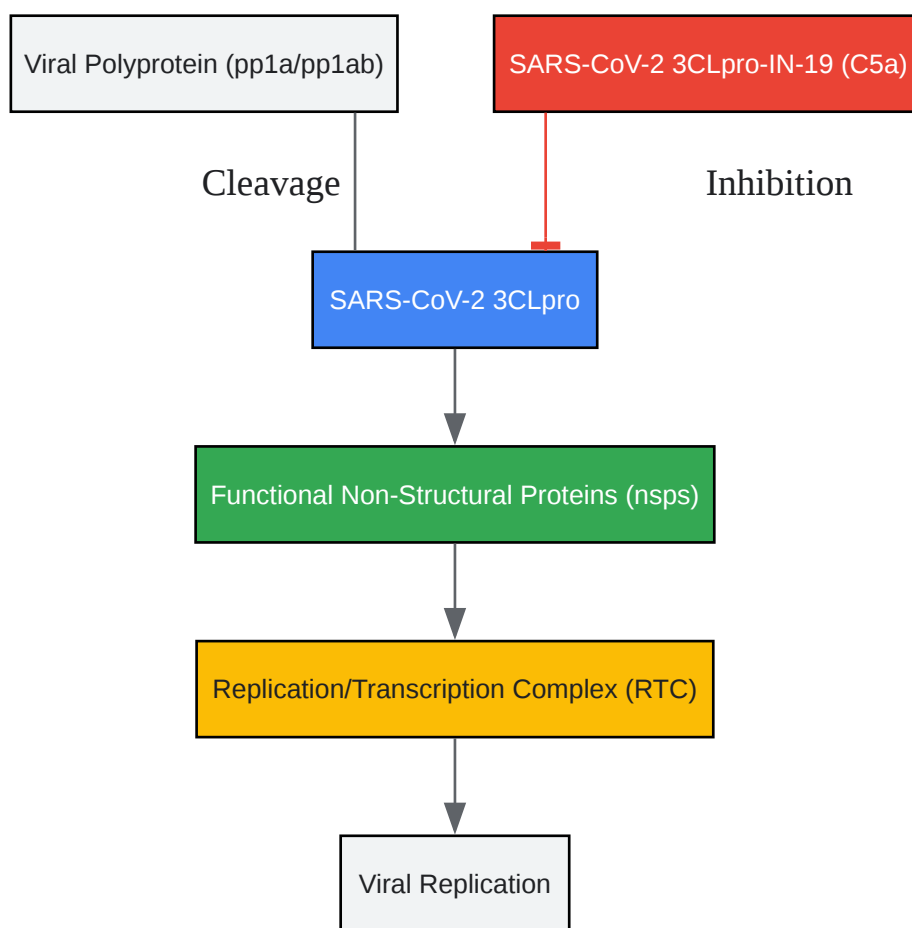 Viral Polyprotein (pp1a/pp1ab)
SARS-CoV-2 3CLpro-IN-19 (C5a)
Cleavage
Inhibition
SARS-CoV-2 3CLpro
Functional Non-Structural Proteins (nsps)
Replication/Transcription Complex (RTC)
Viral Replication